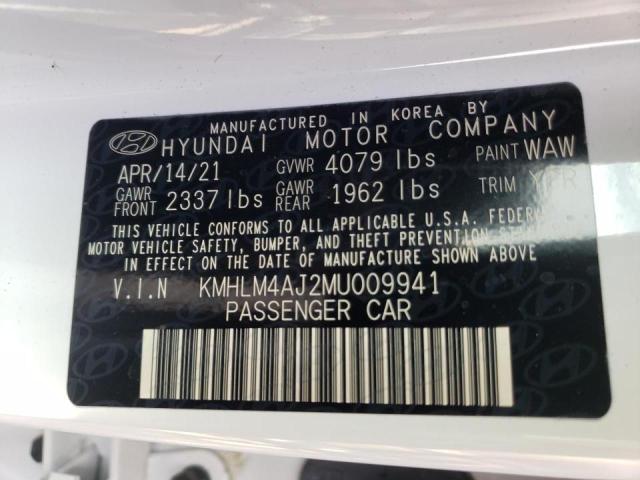 MANUFACTURED IN KOREA BY
HYUNDAI MOTOR COMPANY
APR/14/21 GVWR 4079 lbs PAINT WAW
GAWR FRONT 2337 lbs GAWR REAR 1962 lbs TRIM
THIS VEHICLE CONFORMS TO ALL APPLICABLE U.S.A. FEDER
MOTOR VEHICLE SAFETY, BUMPER, AND THEFT PREVENTION
IN EFFECT ON THE DATE OF MANUFACTURE SHOWN ABOVE.
V.I.N KMHLM4AJ2MU009941
PASSENGER CAR